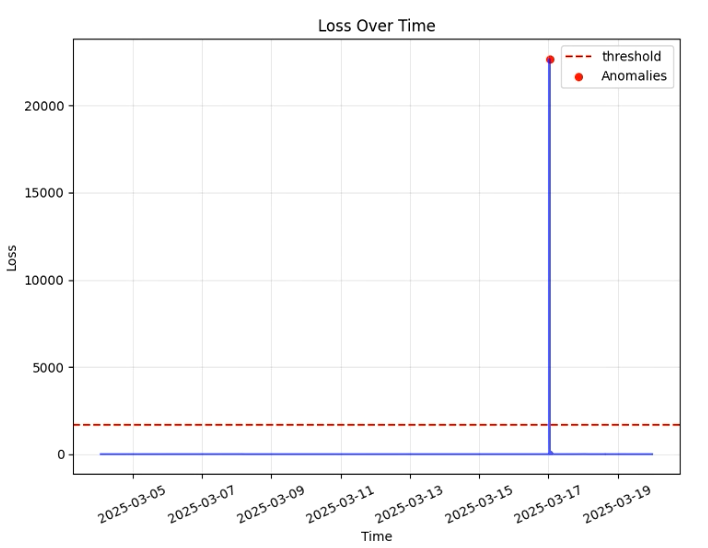 Loss Over Time
threshold
Anomalies
Loss
20000
15000
10000
5000
0
2025-03-05
2025-03-07
2025-03-09
2025-03-11
2025-03-13
2025-03-15
2025-03-17
2025-03-19
Time